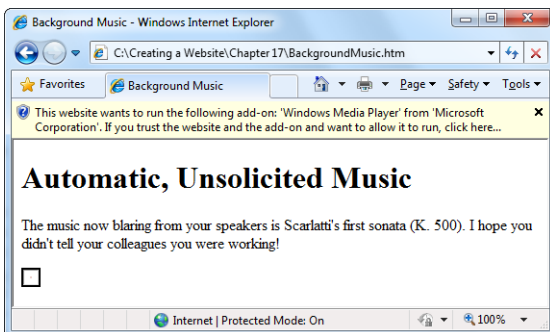 Background Music - Windows Internet Explorer
C:\Creating a Website\Chapter 17\BackgroundMusic.htm
Favorites Background Music Page Safety Tools
This website wants to run the following add-on: 'Windows Media Player' from 'Microsoft
Corporation'. If you trust the website and the add-on and want to allow it to run, click here...
Automatic, Unsolicited Music
The music now blaring from your speakers is Scarlatti's first sonata (K. 500). I hope you
didn't tell your colleagues you were working!
Internet | Protected Mode: On 100%